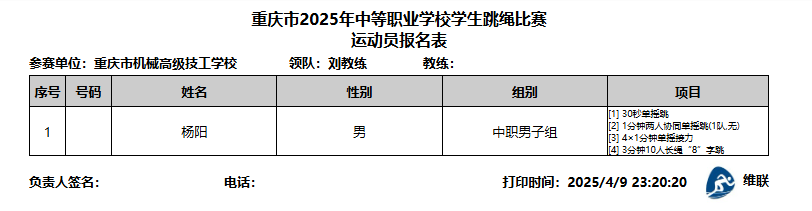 重庆市2025年中等职业学校学生跳绳比赛
运动员报名表
参赛单位：重庆市机械高级技工学校 领队：刘教练 教练：
序号 号码 姓名 性别 组别 项目
1 杨阳 男 中职男子组 [1] 30秒单摇跳
[2] 1分钟两人协同单摇跳(1队,无)
[3] 4×1分钟单摇接力
[4] 3分钟10人长绳“8”字跳
负责人签名： 电话： 打印时间：2025/4/9 23:20:20 维联